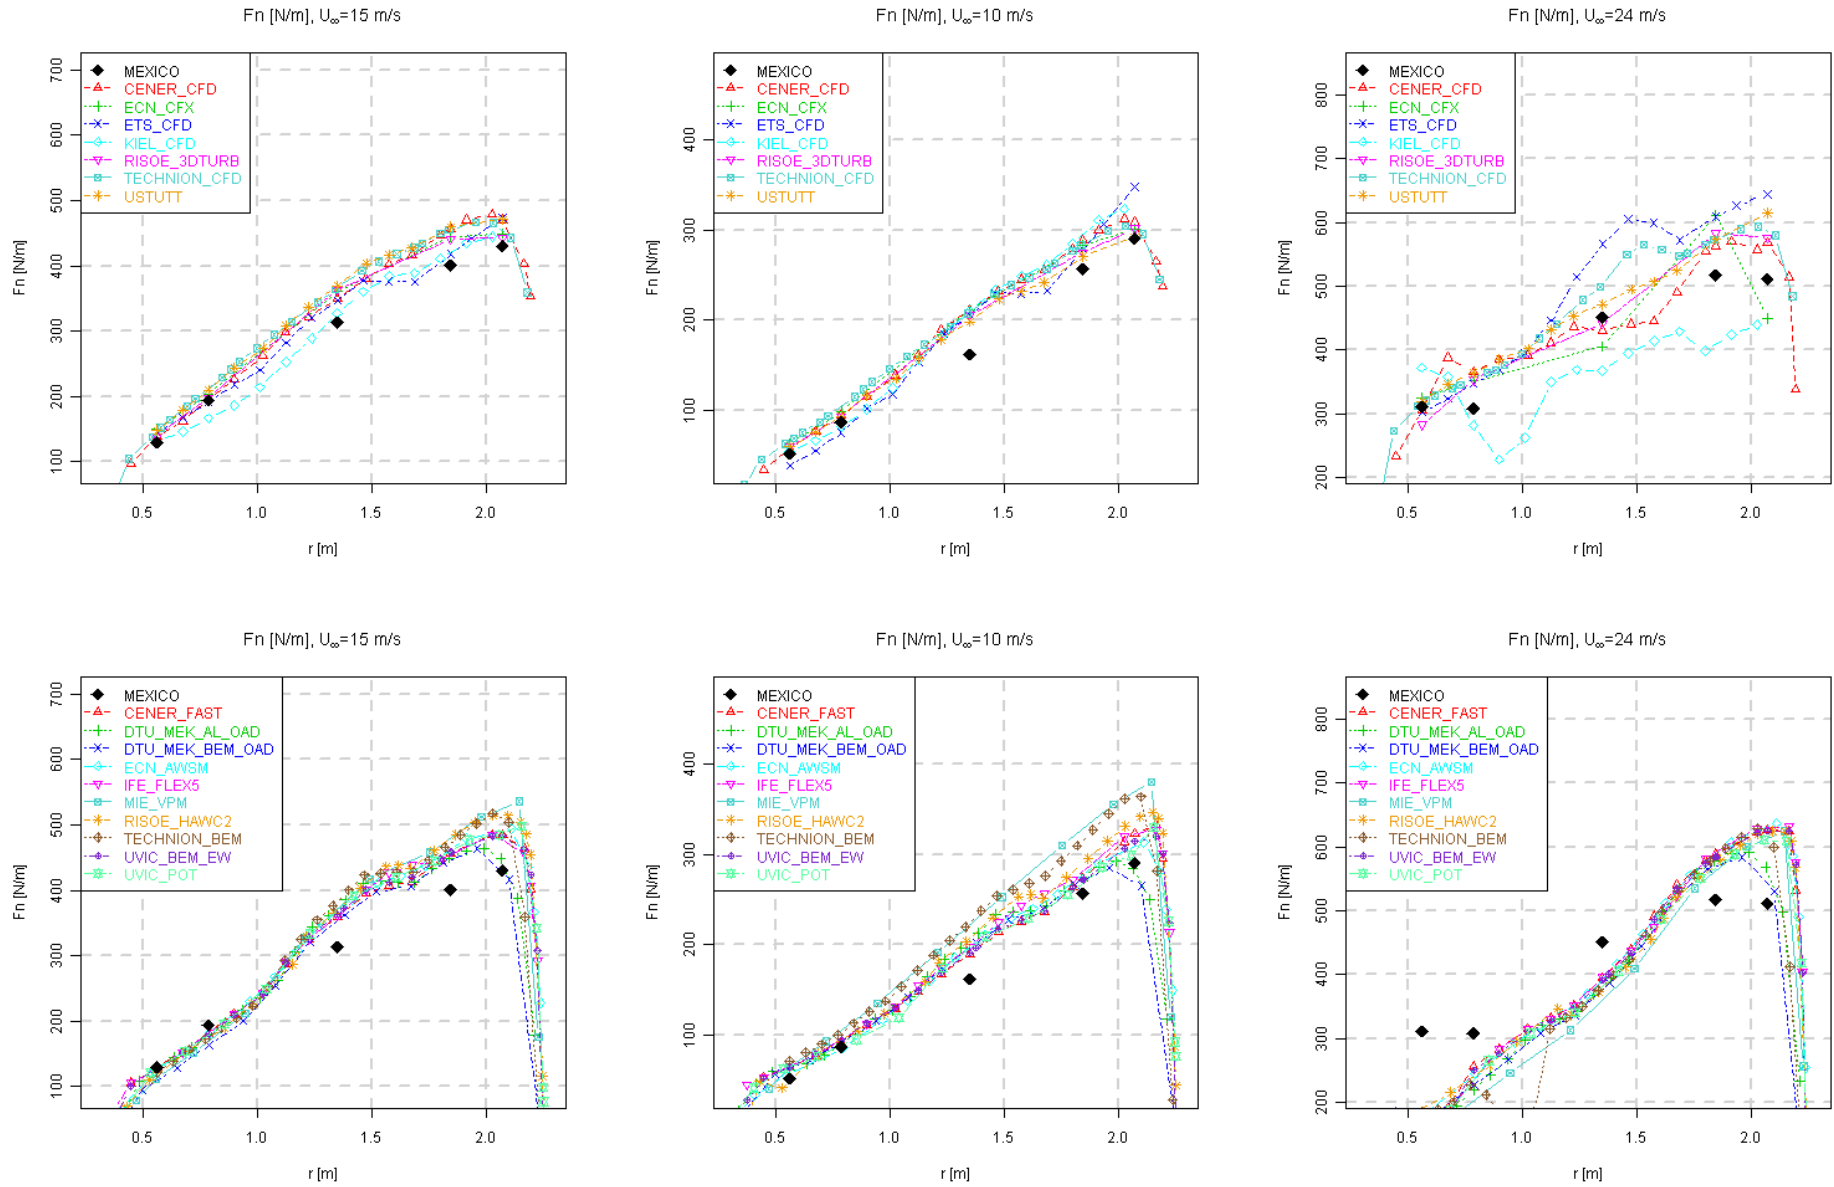 Fn [N/m], U∞=15 m/s
700
600
500
400
300
200
100
Fn [N/m]
MEXICO
CENER_CFD
ECN_CFX
ETS_CFD
KIEL_CFD
RISOE_3DTURB
TECHNION_CFD
USTUTT
0.5
1.0
1.5
2.0
r [m]
Fn [N/m], U∞=10 m/s
400
300
200
100
Fn [N/m]
MEXICO
CENER_CFD
ECN_CFX
ETS_CFD
KIEL_CFD
RISOE_3DTURB
TECHNION_CFD
USTUTT
0.5
1.0
1.5
2.0
r [m]
Fn [N/m], U∞=24 m/s
800
700
600
500
400
300
200
Fn [N/m]
MEXICO
CENER_CFD
ECN_CFX
ETS_CFD
KIEL_CFD
RISOE_3DTURB
TECHNION_CFD
USTUTT
0.5
1.0
1.5
2.0
r [m]
Fn [N/m], U∞=15 m/s
700
600
500
400
300
200
100
Fn [N/m]
MEXICO
CENER_FAST
DTU_MEK_AL_OAD
DTU_MEK_BEM_OAD
ECN_AWSM
IFE_FLEX5
MIE_VPM
RISOE_HAWC2
TECHNION_BEM
UVIC_BEM_EW
UVIC_POT
0.5
1.0
1.5
2.0
r [m]
Fn [N/m], U∞=10 m/s
400
300
200
100
Fn [N/m]
MEXICO
CENER_FAST
DTU_MEK_AL_OAD
DTU_MEK_BEM_OAD
ECN_AWSM
IFE_FLEX5
MIE_VPM
RISOE_HAWC2
TECHNION_BEM
UVIC_BEM_EW
UVIC_POT
0.5
1.0
1.5
2.0
r [m]
Fn [N/m], U∞=24 m/s
800
700
600
500
400
300
200
Fn [N/m]
MEXICO
CENER_FAST
DTU_MEK_AL_OAD
DTU_MEK_BEM_OAD
ECN_AWSM
IFE_FLEX5
MIE_VPM
RISOE_HAWC2
TECHNION_BEM
UVIC_BEM_EW
UVIC_POT
0.5
1.0
1.5
2.0
r [m]